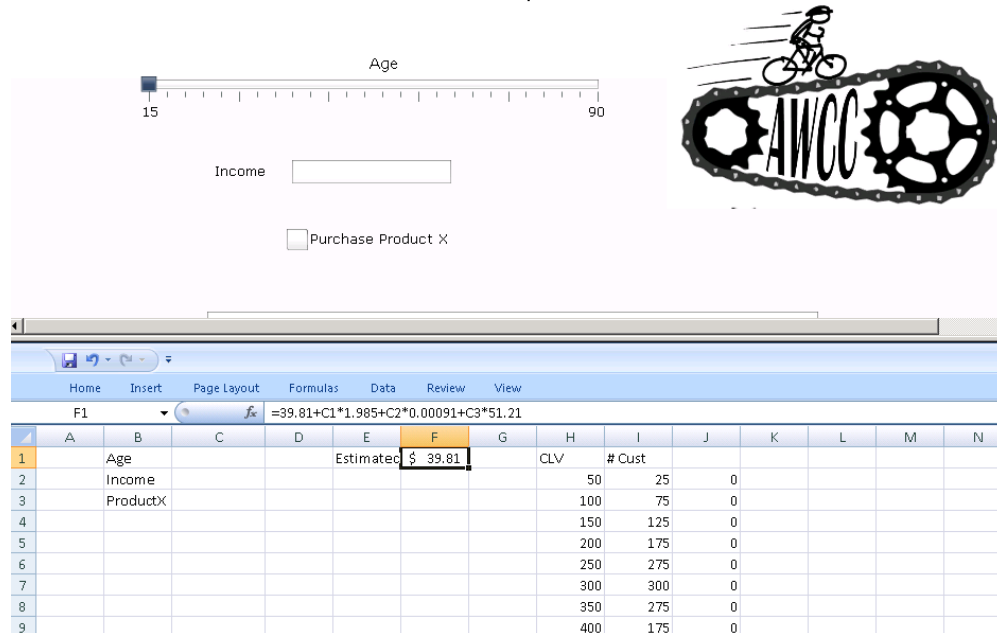 Age
15 90
Income
Purchase Product X
AWCC
Home Insert Page Layout Formulas Data Review View
F1 fx =39.81+C1*1.985+C2*0.00091+C3*51.21
A B C D E F G H I J K L M N
1 Age Estimated $ 39.81 CLV # Cust
2 Income 50 25 0
3 ProductX 100 75 0
4 150 125 0
5 200 175 0
6 250 275 0
7 300 300 0
8 350 275 0
9 400 175 0